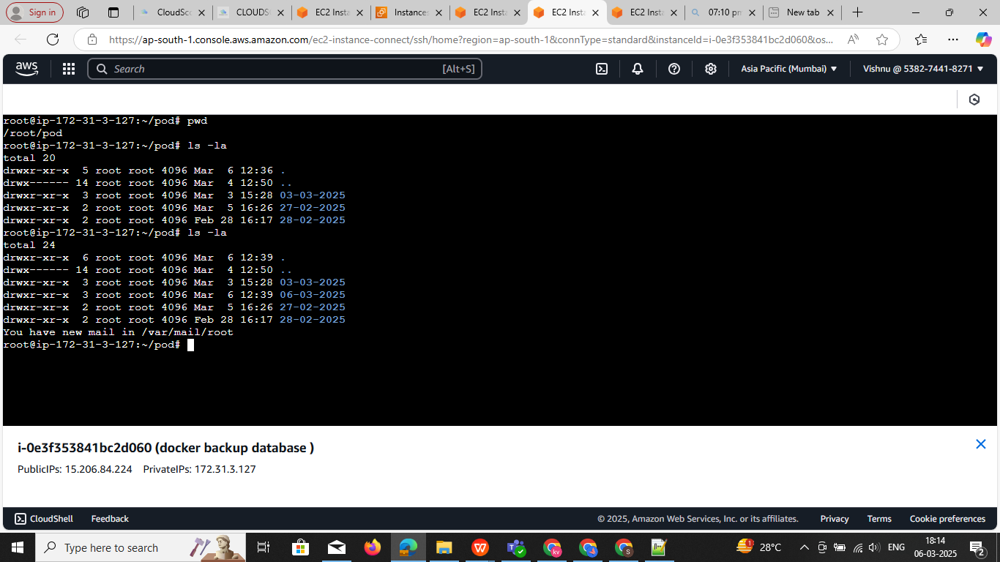 Sign in
CloudSc
CLOUDS
EC2 Insta
Instances
EC2 Insta
EC2 Insta
EC2 Insta
07:10 pm
New tab
https://ap-south-1.console.aws.amazon.com/ec2-instance-connect/ssh/home?region=ap-south-1&connType=standard&instanceId=i-0e3f353841bc2d060&os...
aws
Search [Alt+S]
Asia Pacific (Mumbai)
Vishnu @ 5382-7441-8271
root@ip-172-31-3-127:~/pod# pwd
/root/pod
root@ip-172-31-3-127:~/pod# ls -la
total 20
drwxr-xr-x  5 root root 4096 Mar  6 12:36 .
drwx------ 14 root root 4096 Mar  4 12:50 ..
drwxr-xr-x  3 root root 4096 Mar  3 15:28 03-03-2025
drwxr-xr-x  2 root root 4096 Mar  5 16:26 27-02-2025
drwxr-xr-x  2 root root 4096 Feb 28 16:17 28-02-2025
root@ip-172-31-3-127:~/pod# ls -la
total 24
drwxr-xr-x  6 root root 4096 Mar  6 12:39 .
drwx------ 14 root root 4096 Mar  4 12:50 ..
drwxr-xr-x  3 root root 4096 Mar  3 15:28 03-03-2025
drwxr-xr-x  3 root root 4096 Mar  6 12:39 06-03-2025
drwxr-xr-x  2 root root 4096 Mar  5 16:26 27-02-2025
drwxr-xr-x  2 root root 4096 Feb 28 16:17 28-02-2025
You have new mail in /var/mail/root
root@ip-172-31-3-127:~/pod#
i-0e3f353841bc2d060 (docker backup database )
PublicIPs: 15.206.84.224 PrivateIPs: 172.31.3.127
CloudShell Feedback © 2025, Amazon Web Services, Inc. or its affiliates. Privacy Terms Cookie preferences
Type here to search
28°C
ENG
18:14
06-03-2025
2